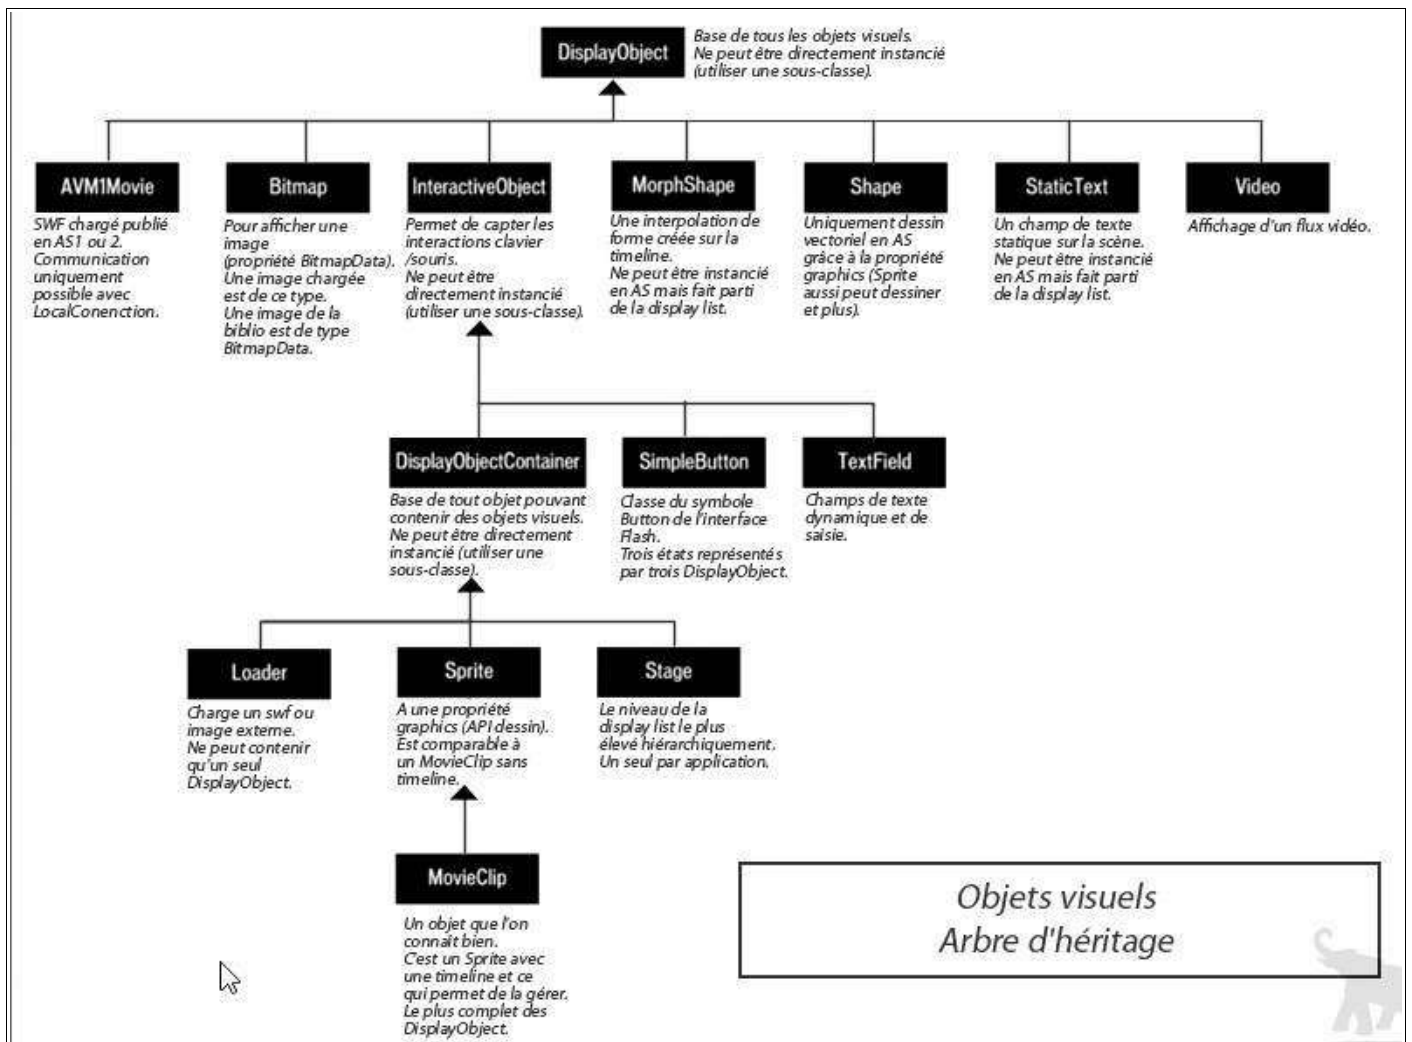 DisplayObject
Base de tous les objets visuels.
Ne peut être directement instancié
(utiliser une sous-classe).
AVM1Movie
SWF chargé publié
en AS1 ou 2.
Communication
uniquement
possible avec
LocalConenction.
Bitmap
Pour afficher une
image
(propriété BitmapData).
Une image chargée
est de ce type.
Une image de la
biblio est de type
BitmapData.
InteractiveObject
Permet de capter les
interactions clavier
/souris.
Ne peut être
directement instancié
(utiliser une sous-classe).
MorphShape
Une interpolation de
forme créée sur la
timeline.
Ne peut être instancié
en AS mais fait parti
de la display list.
Shape
Uniquement dessin
vectoriel en AS
grâce à la propriété
graphics (Sprite
aussi peut dessiner
et plus).
StaticText
Un champ de texte
statique sur la scène.
Ne peut être instancié
en AS mais fait parti
de la display list.
Video
Affichage d'un flux vidéo.
DisplayObjectContainer
Base de tout objet pouvant
contenir des objets visuels.
Ne peut être directement
instancié (utiliser une
sous-classe).
SimpleButton
Classe du symbole
Button de l'interface
Flash.
Trois états représentés
par trois DisplayObject.
TextField
Champs de texte
dynamique et de
saisie.
Loader
Charge un swf ou
image externe.
Ne peut contenir
qu'un seul
DisplayObject.
Sprite
A une propriété
graphics (API dessin).
Est comparable à
un MovieClip sans
timeline.
Stage
Le niveau de la
display list le plus
élevé hiérarchiquement.
Un seul par application.
MovieClip
Un objet que l'on
connaît bien.
C'est un Sprite avec
une timeline et ce
qui permet de la gérer.
Le plus complet des
DisplayObject.
Objets visuels
Arbre d'héritage